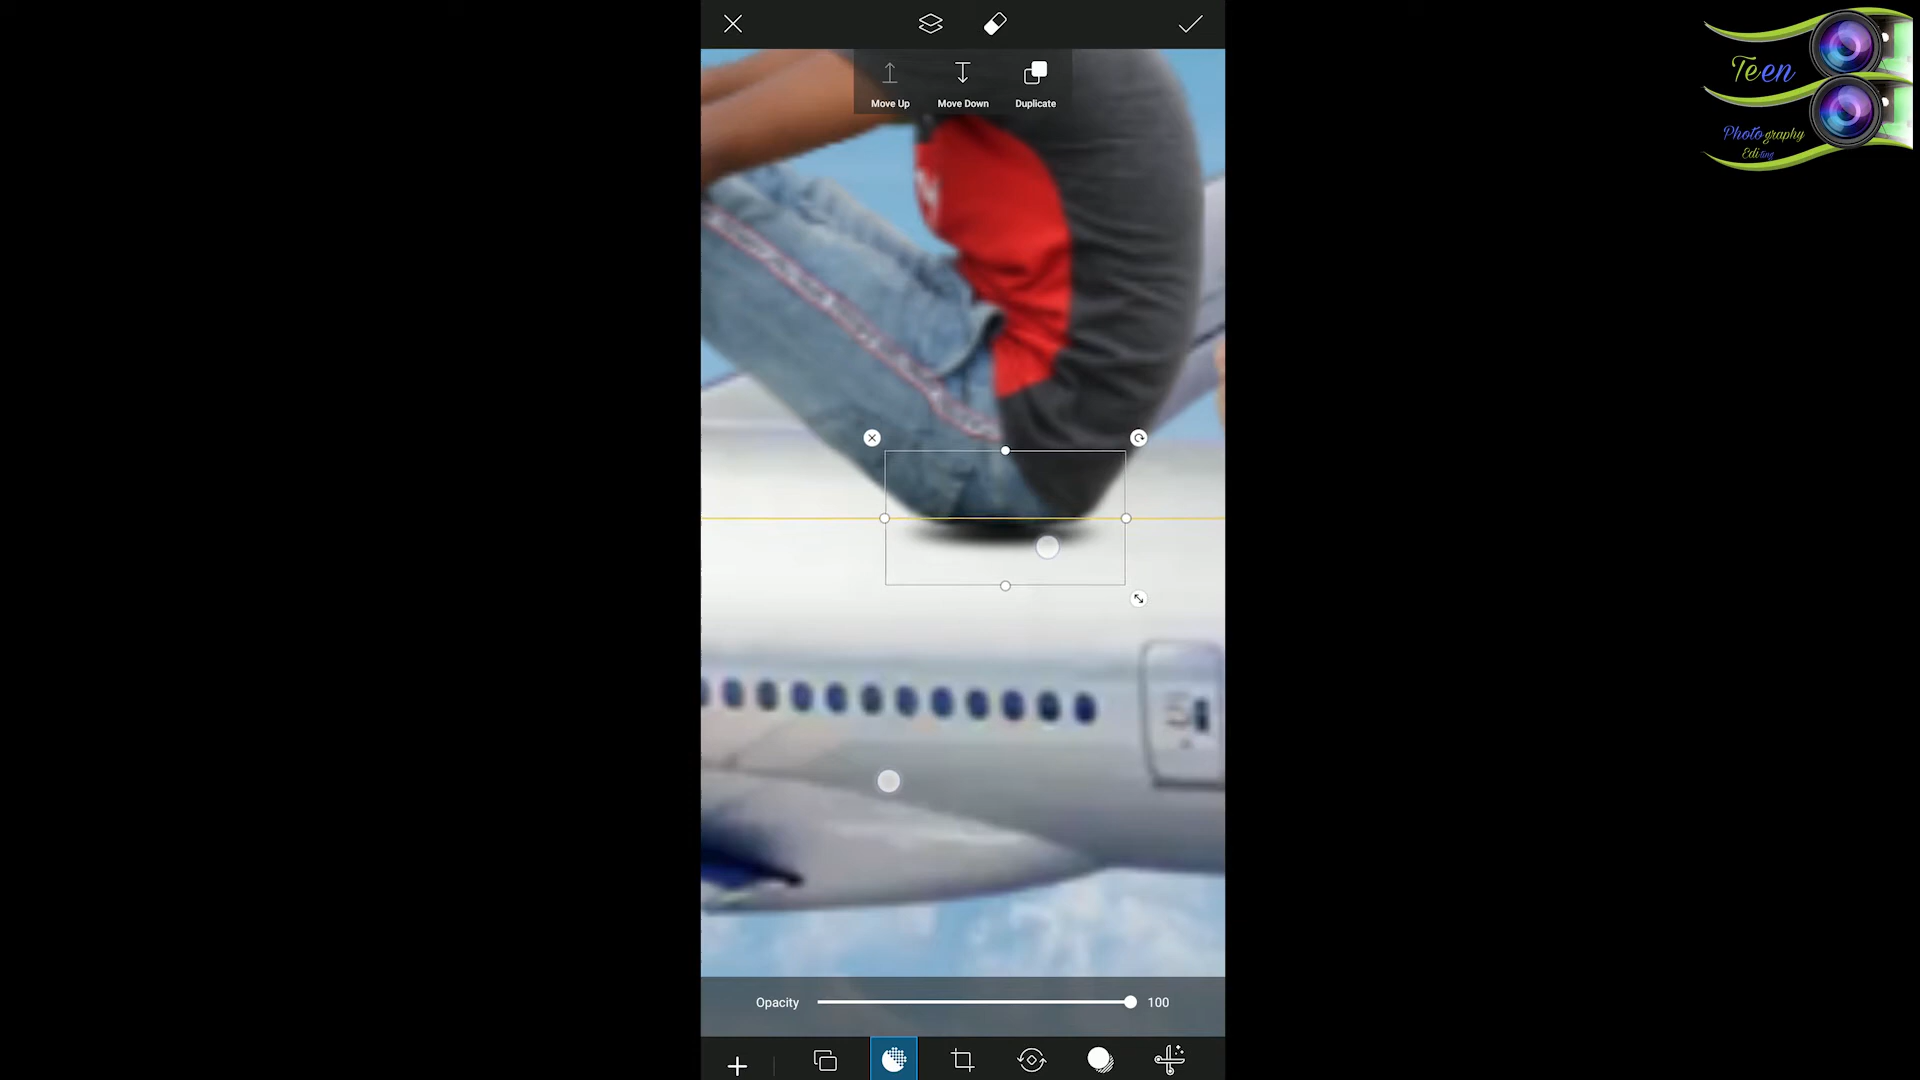 Move Up
Move Down
Duplicate
Teen
Photography
Editing
Opacity
100